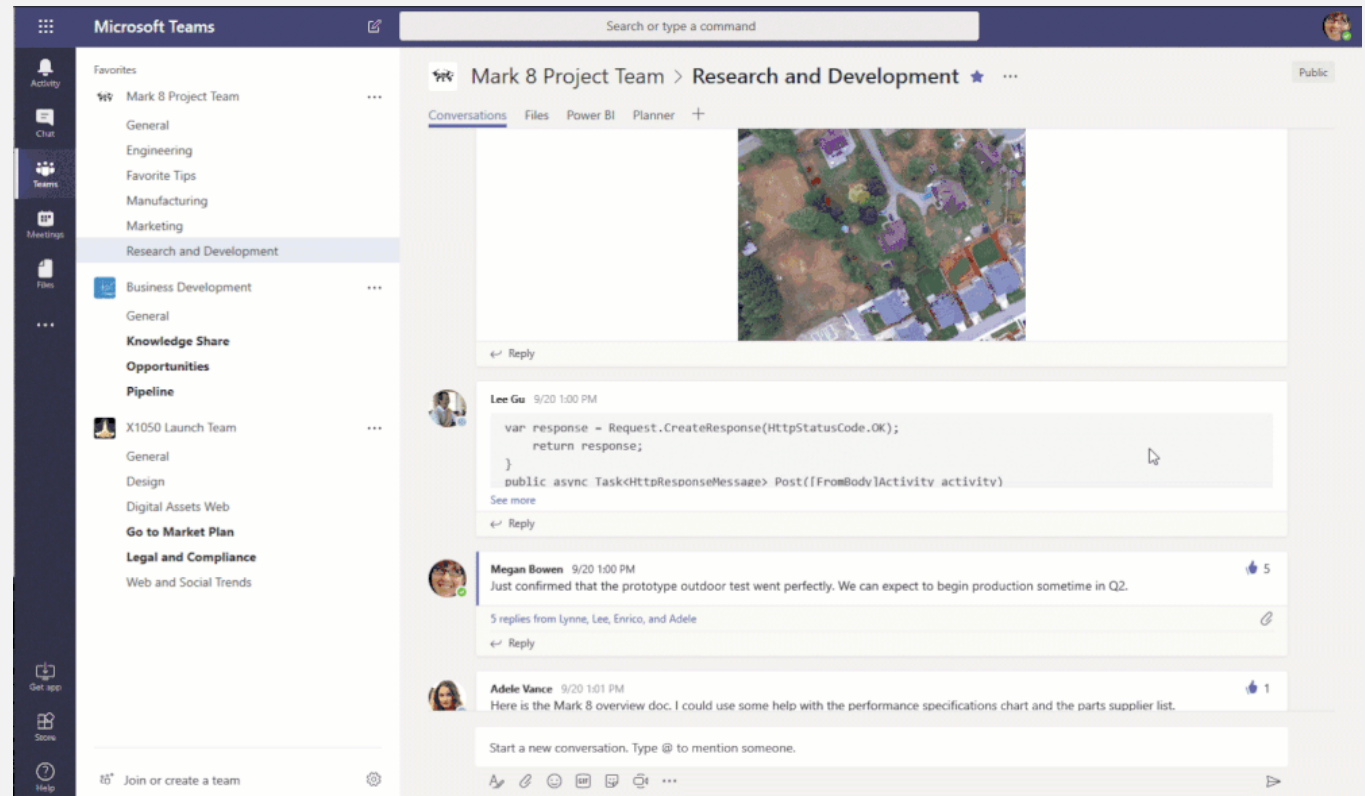 Microsoft Teams
Search or type a command
Activity
Chat
Teams
Meetings
Files
Get app
Store
Help
Favorites
Mark 8 Project Team
General
Engineering
Favorite Tips
Manufacturing
Marketing
Research and Development
Business Development
General
Knowledge Share
Opportunities
Pipeline
X1050 Launch Team
General
Design
Digital Assets Web
Go to Market Plan
Legal and Compliance
Web and Social Trends
Join or create a team
Mark 8 Project Team > Research and Development
Public
Conversations Files Power BI Planner +
Reply
Lee Gu 9/20 1:00 PM
var response = Request.CreateResponse(HttpStatusCode.OK);
return response;
}
public async Task<HttpResponseMessage> Post([FromBody]Activity activity)
See more
Reply
Megan Bowen 9/20 1:00 PM
5
Just confirmed that the prototype outdoor test went perfectly. We can expect to begin production sometime in Q2.
5 replies from Lynne, Lee, Enrico, and Adele
Reply
Adele Vance 9/20 1:01 PM
1
Here is the Mark 8 overview doc. I could use some help with the performance specifications chart and the parts supplier list.
Start a new conversation. Type @ to mention someone.
GIF